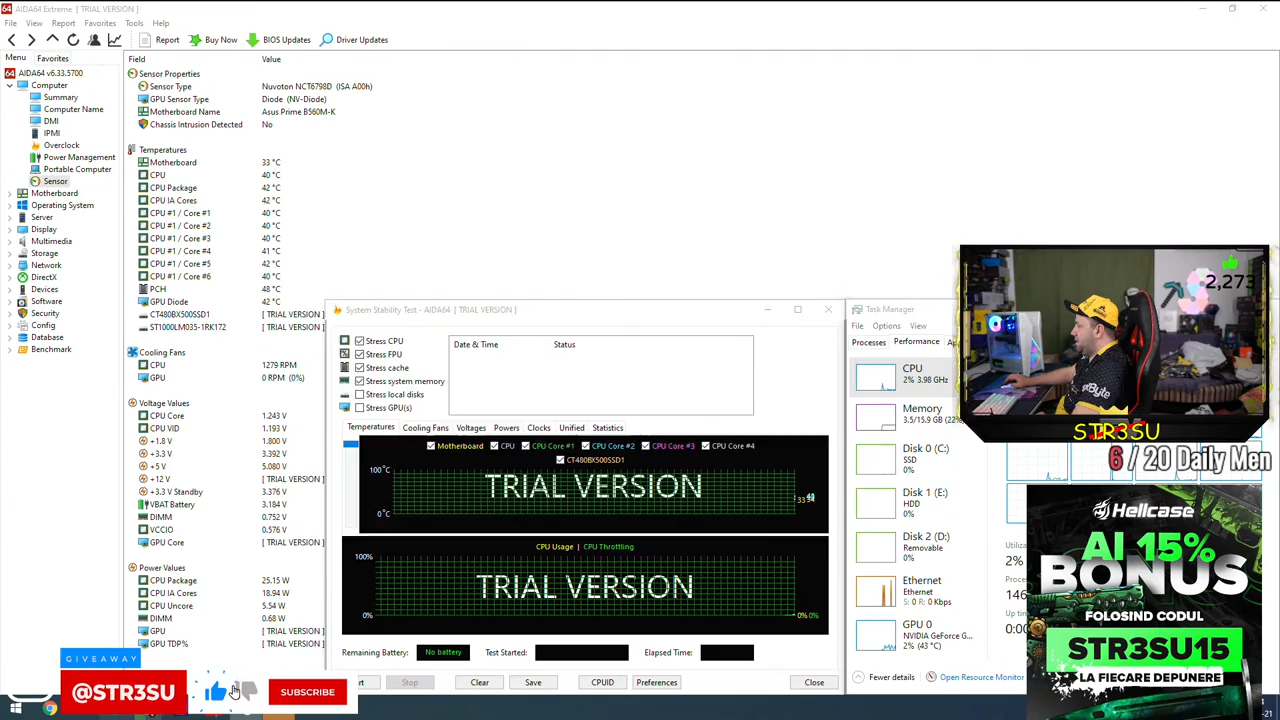 64 AIDA64 Extreme [ TRIAL VERSION ]
File View Report Favorites Tools Help
Report Buy Now BIOS Updates Driver Updates
Menu Favorites
64 AIDA64 v6.33.5700
Computer
Summary
Computer Name
DMI
IPMI
Overclock
Power Management
Portable Computer
Sensor
Motherboard
Operating System
Server
Display
Multimedia
Storage
Network
DirectX
Devices
Software
Security
Config
Database
Benchmark
Field Value
Sensor Properties
Sensor Type Nuvoton NCT6798D (ISA A00h)
GPU Sensor Type Diode (NV-Diode)
Motherboard Name Asus Prime B560M-K
Chassis Intrusion Detected No
Temperatures
Motherboard 33 °C
CPU 40 °C
CPU Package 42 °C
CPU IA Cores 42 °C
CPU #1 / Core #1 40 °C
CPU #1 / Core #2 40 °C
CPU #1 / Core #3 40 °C
CPU #1 / Core #4 41 °C
CPU #1 / Core #5 40 °C
CPU #1 / Core #6 40 °C
PCH 48 °C
GPU Diode 42 °C
CT480BX500SSD1 [ TRIAL VERSION ]
ST1000LM035-1RK172 [ TRIAL VERSION ]
Cooling Fans
CPU 1279 RPM
GPU 0 RPM (0%)
Voltage Values
CPU Core 1.243 V
CPU VID 1.193 V
+1.8 V 1.800 V
+3.3 V 3.392 V
+5 V 5.080 V
+12 V [ TRIAL VERSION ]
+3.3 V Standby 3.376 V
VBAT Battery 3.184 V
DIMM 0.752 V
VCCIO 0.576 V
GPU Core [ TRIAL VERSION ]
Power Values
CPU Package 25.15 W
CPU IA Cores 18.94 W
CPU Uncore 5.54 W
DIMM 0.68 W
GPU [ TRIAL VERSION ]
GPU TDP% [ TRIAL VERSION ]
System Stability Test - AIDA64 [ TRIAL VERSION ]
Stress CPU
Stress FPU
Stress cache
Stress system memory
Stress local disks
Stress GPU(s)
Date & Time Status
Temperatures Cooling Fans Voltages Powers Clocks Unified Statistics
Motherboard CPU CPU Core #1 CPU Core #2 CPU Core #3 CPU Core #4
CT480BX500SSD1
100°C
TRIAL VERSION
0°C
CPU Usage | CPU Throttling
100%
TRIAL VERSION
0% 0% 0%
Remaining Battery: No battery Test Started: Elapsed Time:
Stop Clear Save CPUID Preferences Close
Task Manager
File Options View
Processes Performance
CPU
2% 3.98 GHz
Memory
3.5/15.9 GB (22%)
Disk 0 (C:)
SSD
0%
Disk 1 (E:)
HDD
0%
Disk 2 (D:)
Removable
0%
Ethernet
Ethernet
S: 0 R: 0 Kbps
GPU 0
NVIDIA GeForce G...
2%
Fewer details Open Resource Monitor
2,273
STR3SU
6 / 20 Daily Men
Hellcase
AI 15%
BONUS
FOLOSIND CODUL
STR3SU15
LA FIECARE DEPUNERE
GIVEAWAY
@STR3SU
SUBSCRIBE